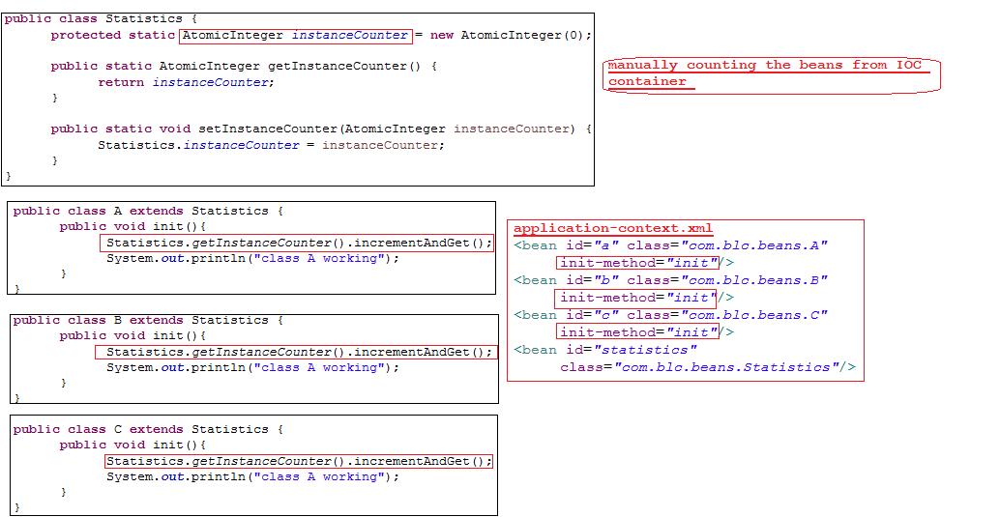 public class Statistics {
protected static AtomicInteger instanceCounter = new AtomicInteger(0);
public static AtomicInteger getInstanceCounter() {
return instanceCounter;
}
public static void setInstanceCounter(AtomicInteger instanceCounter) {
Statistics.instanceCounter = instanceCounter;
}
}
manually counting the beans from IOC
container
public class A extends Statistics {
public void init(){
Statistics.getInstanceCounter().incrementAndGet();
System.out.println("class A working");
}
}
public class B extends Statistics {
public void init(){
Statistics.getInstanceCounter().incrementAndGet();
System.out.println("class A working");
}
}
public class C extends Statistics {
public void init(){
Statistics.getInstanceCounter().incrementAndGet();
System.out.println("class A working");
}
}
application-context.xml
<bean id="a" class="com.blc.beans.A"
init-method="init"/>
<bean id="b" class="com.blc.beans.B"
init-method="init"/>
<bean id="c" class="com.blc.beans.C"
init-method="init"/>
<bean id="statistics"
class="com.blc.beans.Statistics"/>